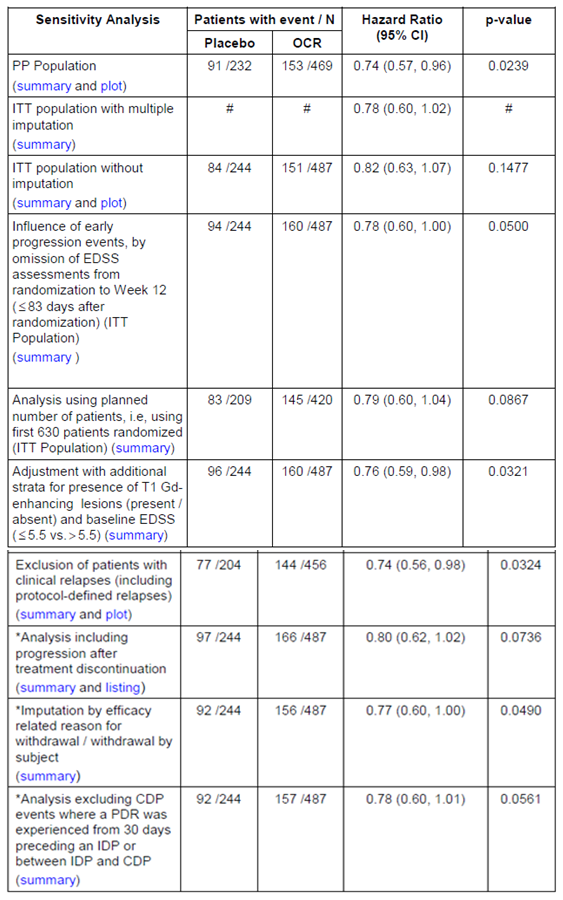 Sensitivity Analysis Patients with event / N Hazard Ratio (95% CI) p-value
Placebo OCR
PP Population 91 /232 153 /469 0.74 (0.57, 0.96) 0.0239
(summary and plot)
ITT population with multiple # # 0.78 (0.60, 1.02) #
imputation
(summary)
ITT population without 84 /244 151 /487 0.82 (0.63, 1.07) 0.1477
imputation
(summary and plot)
Influence of early 94 /244 160 /487 0.78 (0.60, 1.00) 0.0500
progression events, by
omission of EDSS
assessments from
randomization to Week 12
(≤83 days after
randomization) (ITT
Population)
(summary )
Analysis using planned 83 /209 145 /420 0.79 (0.60, 1.04) 0.0867
number of patients, i.e, using
first 630 patients randomized
(ITT Population) (summary)
Adjustment with additional 96 /244 160 /487 0.76 (0.59, 0.98) 0.0321
strata for presence of T1 Gd-
enhancing lesions (present /
absent) and baseline EDSS
(≤5.5 vs. >5.5) (summary)
Exclusion of patients with 77 /204 144 /456 0.74 (0.56, 0.98) 0.0324
clinical relapses (including
protocol-defined relapses)
(summary and plot)
*Analysis including 97 /244 166 /487 0.80 (0.62, 1.02) 0.0736
progression after
treatment discontinuation
(summary and listing)
*Imputation by efficacy 92 /244 156 /487 0.77 (0.60, 1.00) 0.0490
related reason for
withdrawal / withdrawal by
subject
(summary)
*Analysis excluding CDP 92 /244 157 /487 0.78 (0.60, 1.01) 0.0561
events where a PDR was
experienced from 30 days
preceding an IDP or
between IDP and CDP
(summary)